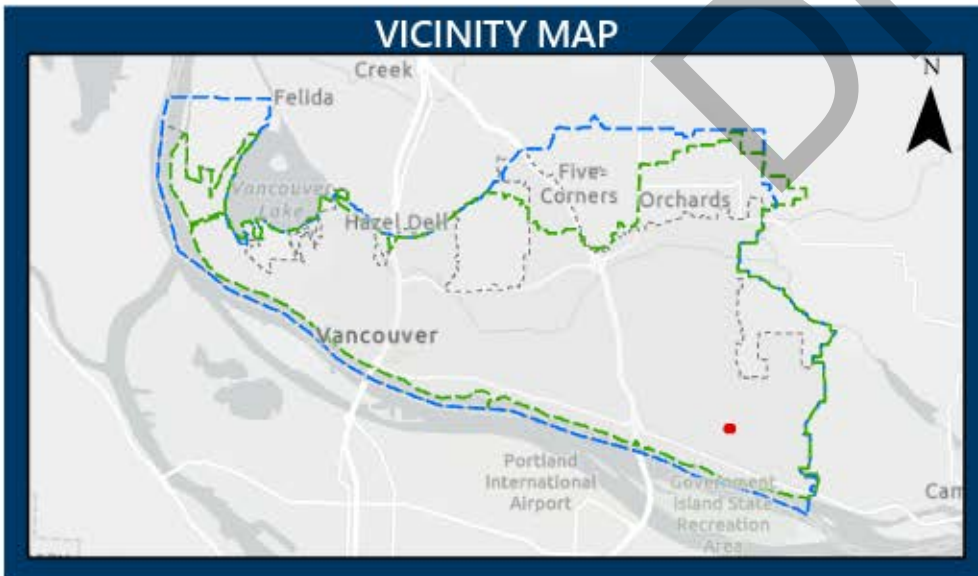 VICINITY MAP
Creek
N
Felida
Vancouver
Lake
Five
Corners
Orchards
Hazel Dell
Vancouver
Portland
International
Airport
Government
Island State
Recreation
Area
Cam